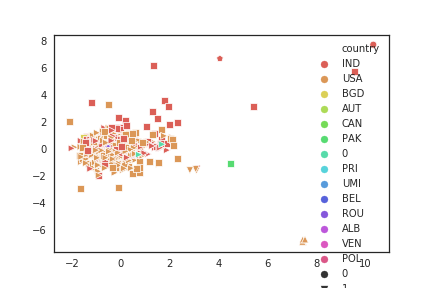 8
6
4
2
0
−2
−4
−6
−2
0
2
4
6
8
10
country
IND
USA
BGD
AUT
CAN
PAK
0
PRI
UMI
BEL
ROU
ALB
VEN
POL
0
1